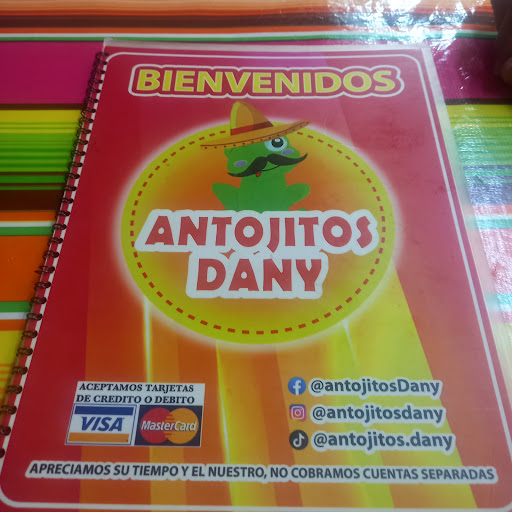 BIENVENIDOS
ANTOJITOS
DANY
ACEPTAMOS TARJETAS
DE CREDITO O DEBITO
VISA
MasterCard
@antojitosDany
@antojitosdany
@antojitos.dany
APRECIAMOS SU TIEMPO Y EL NUESTRO, NO COBRAMOS CUENTAS SEPARADAS